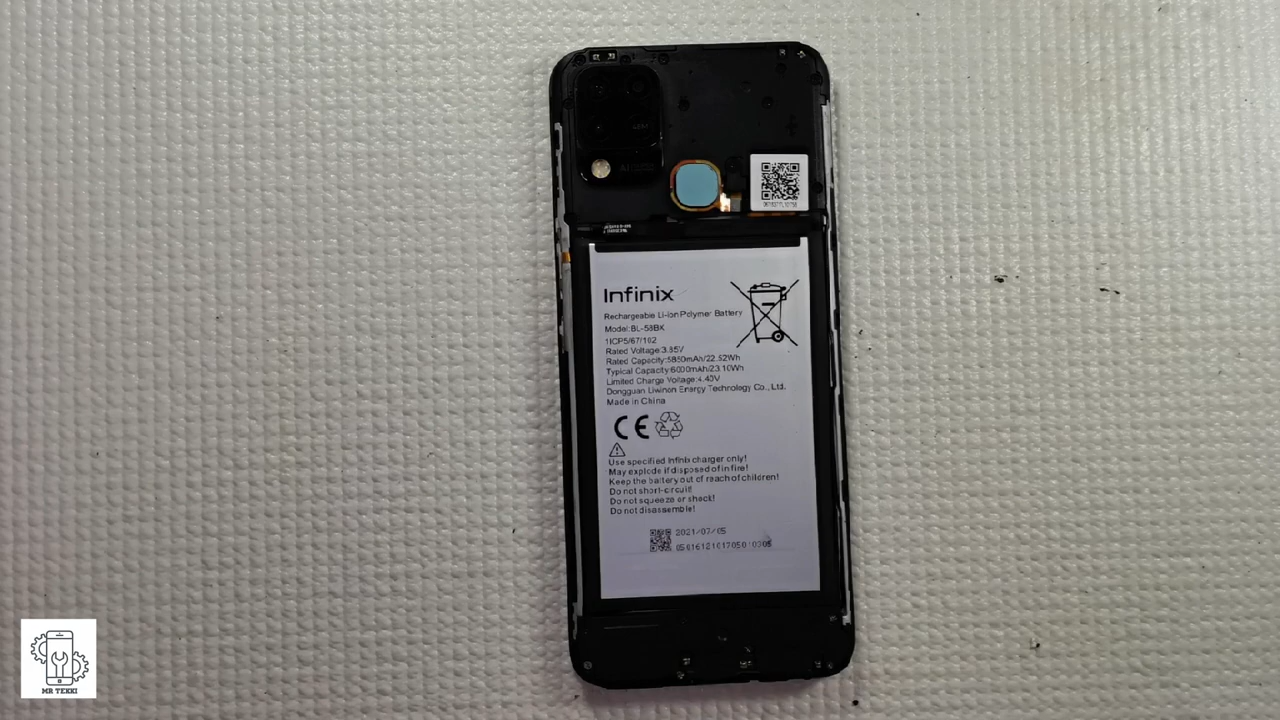 Infinix
Rechargeable Li-ion Polymer Battery
Model:BL-58BK
1ICP5/67/102
Rated Voltage:3.85V
Rated Capacity:5850mAh/22.52Wh
Typical Capacity:6000mAh/23.10Wh
Limited Charge Voltage:4.40V
Dongguan Liwinon Energy Technology Co., Ltd.
Made in China
CE
Use specified Infinix charger only!
May explode if disposed of in fire!
Keep the battery out of reach of children!
Do not short-circuit!
Do not squeeze or shock!
Do not disassemble!
2021/07/05
MR TEKKI